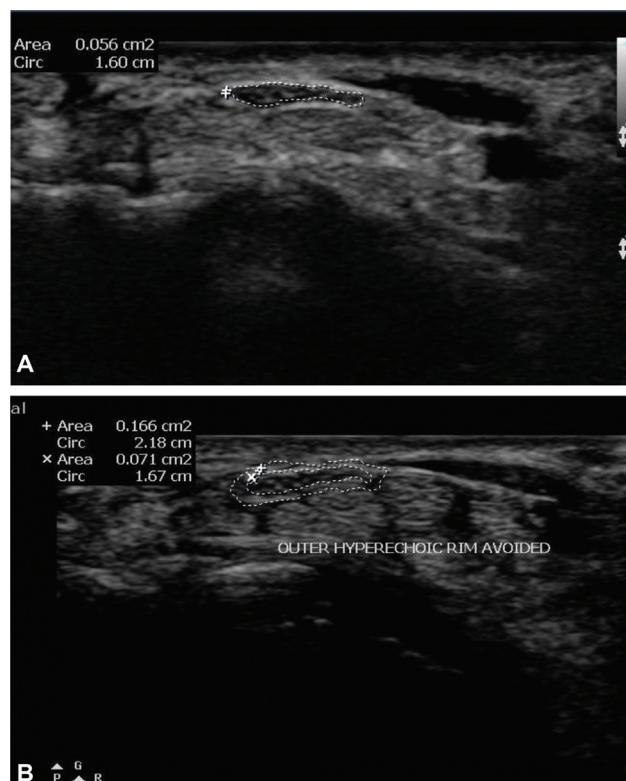 Area 0.056 cm2
Circ 1.60 cm
A
al
+ Area 0.166 cm2
Circ 2.18 cm
× Area 0.071 cm2
Circ 1.67 cm
OUTER HYPERECHOIC RIM AVOIDED
B
G
P R